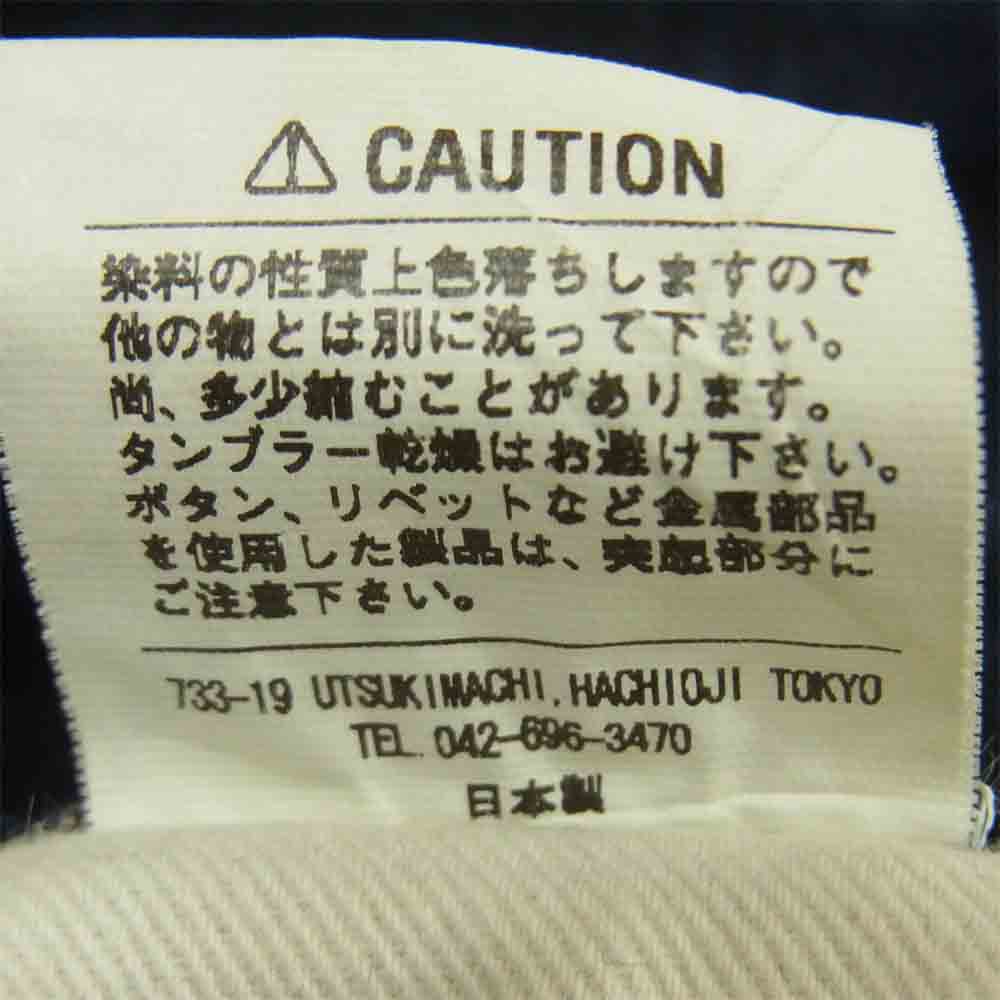 ⚠ CAUTION
染料の性質上色落ちしますので
他の物とは別に洗って下さい。
尚、多少縮むことがあります。
タンブラー乾燥はお避け下さい。
ボタン、リベットなど金属部品
を使用した製品は、突起部分に
ご注意下さい。
733-19 UTSUKIMACHI, HACHIOJI TOKYO
TEL. 042-696-3470
日本製